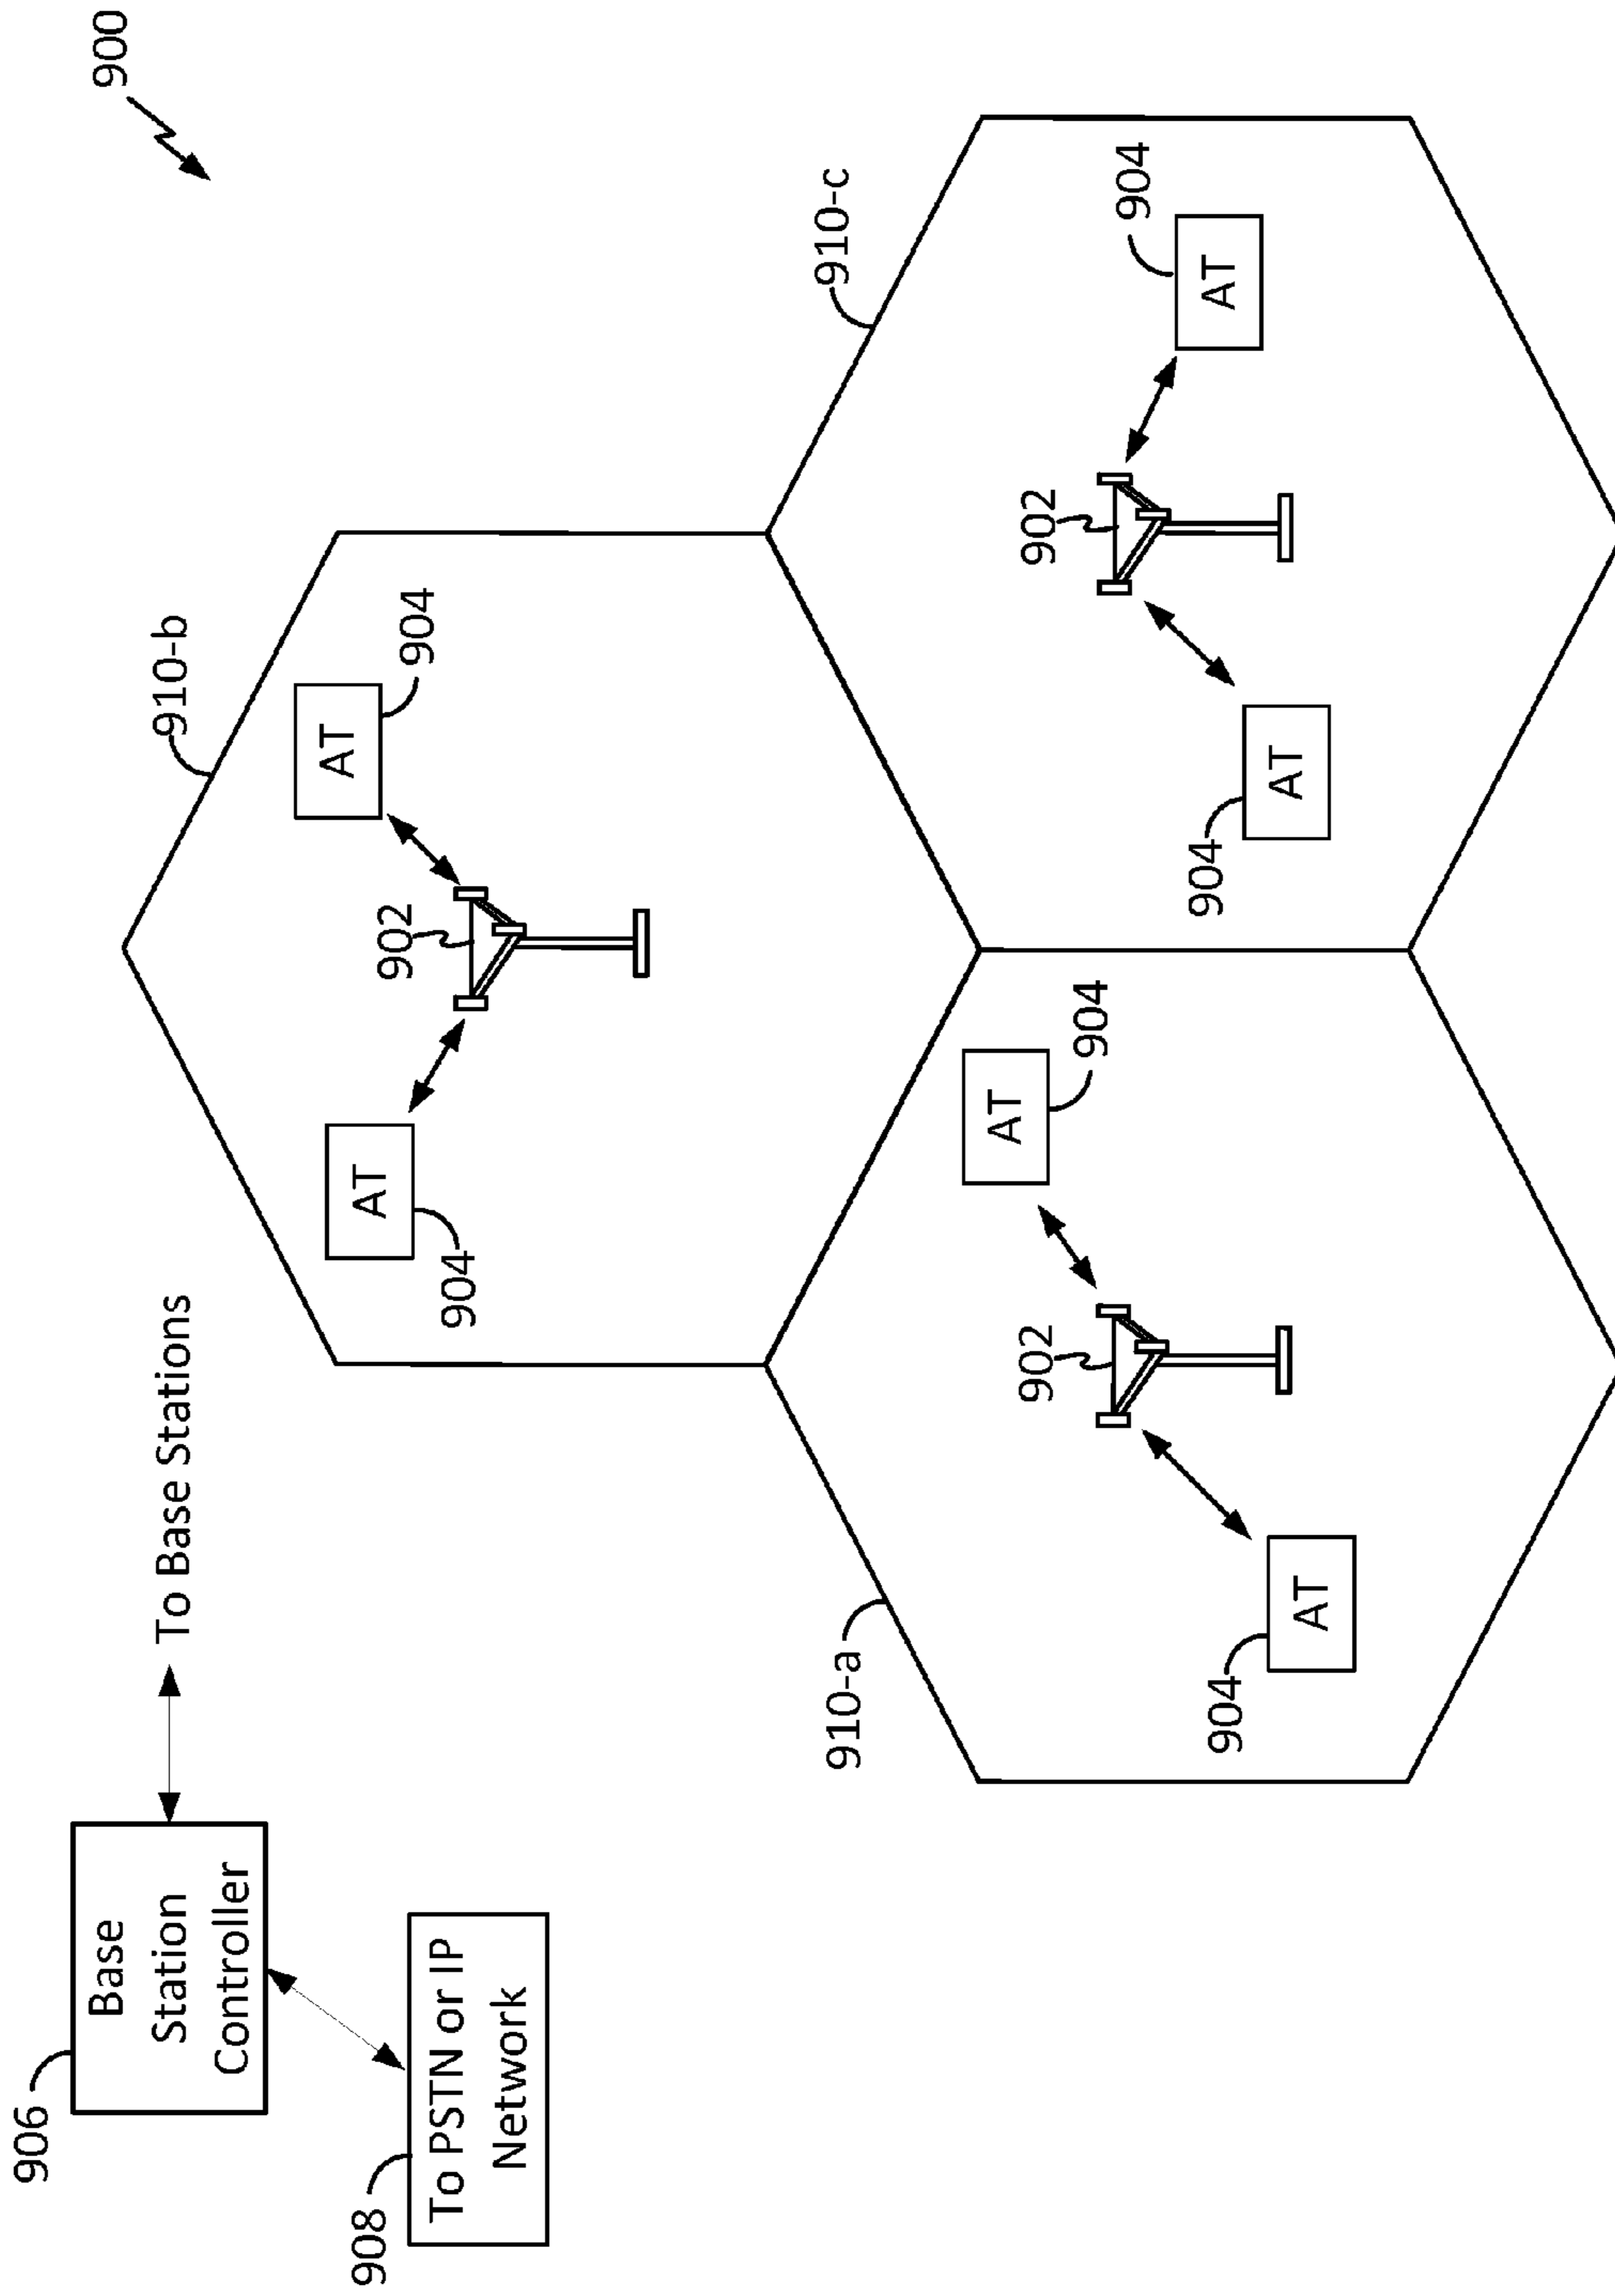 900
906
Base
Station
Controller
To Base Stations
908
To PSTN or IP
Network
910-b
AT
904
AT
904
902
910-a
910-c
AT
904
902
AT
904
902
AT
904
AT
904